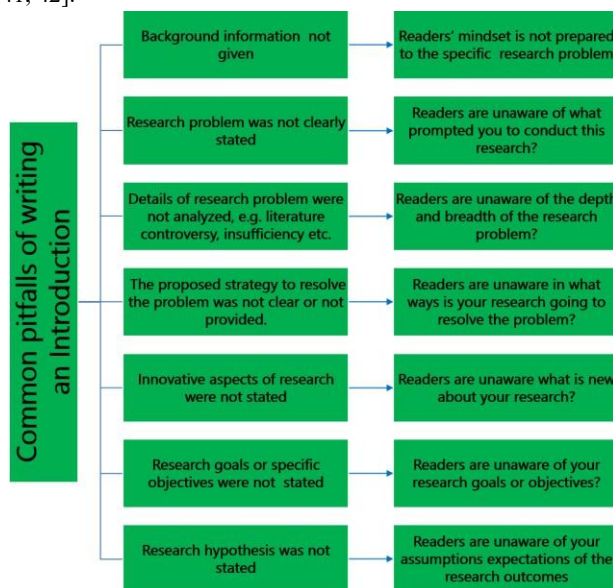 41, 42].
Common pitfalls of writing
an Introduction
Background information not
given
Readers' mindset is not prepared
to the specific research problem
Research problem was not clearly
stated
Readers are unaware of what
prompted you to conduct this
research?
Details of research problem were
not analyzed, e.g. literature
controversy, insufficiency etc.
Readers are unaware of the depth
and breadth of the research
problem?
The proposed strategy to resolve
the problem was not clear or not
provided.
Readers are unaware in what
ways is your research going to
resolve the problem?
Innovative aspects of research
were not stated
Readers are unaware what is new
about your research?
Research goals or specific
objectives were not stated
Readers are unaware of your
research goals or objectives?
Research hypothesis was not
stated
Readers are unaware of your
assumptions expectations of the
research outcomes